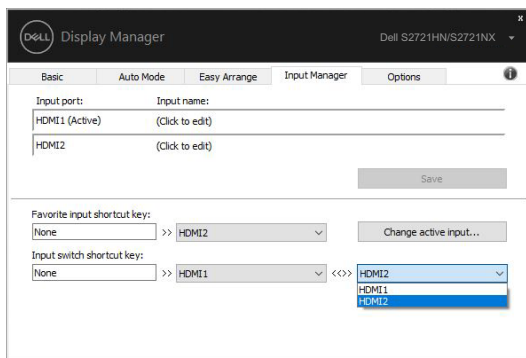 DELL Display Manager Dell S2721HN/S2721NX
x
Basic Auto Mode Easy Arrange Input Manager Options
Input port: Input name:
HDMI1 (Active) (Click to edit)
HDMI2 (Click to edit)
Save
Favorite input shortcut key:
None >> HDMI2 Change active input...
Input switch shortcut key:
None >> HDMI1 <<>> HDMI2
HDMI1
HDMI2